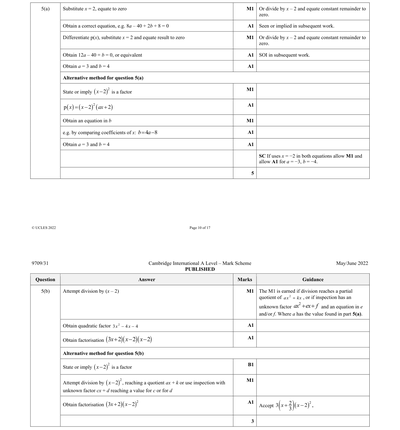 5(a) Substitute x = 2, equate to zero M1 Or divide by x – 2 and equate constant remainder to zero.
Obtain a correct equation, e.g. 8a – 40 + 2b + 8 = 0 A1 Seen or implied in subsequent work.
Differentiate p(x), substitute x = 2 and equate result to zero M1 Or divide by x – 2 and equate constant remainder to zero.
Obtain 12a – 40 + b = 0, or equivalent A1 SOI in subsequent work.
Obtain a = 3 and b = 4 A1
Alternative method for question 5(a)
State or imply (x–2)² is a factor M1
p(x)=(x–2)²(ax+2) A1
Obtain an equation in b M1
e.g. by comparing coefficients of x: b=4a–8 A1
Obtain a = 3 and b = 4 A1
SC If uses x = –2 in both equations allow M1 and allow A1 for a = –3, b = –4.
5
© UCLES 2022 Page 10 of 17
9709/31 Cambridge International A Level – Mark Scheme May/June 2022
PUBLISHED
Question Answer Marks Guidance
5(b) Attempt division by (x – 2) M1 The M1 is earned if division reaches a partial quotient of ax² + kx, or if inspection has an unknown factor ax²+ex+f and an equation in e and/or f. Where a has the value found in part 5(a).
Obtain quadratic factor 3x² – 4x – 4 A1
Obtain factorisation (3x+2)(x–2)(x–2) A1
Alternative method for question 5(b)
State or imply (x–2)² is a factor B1
Attempt division by (x–2)², reaching a quotient ax + k or use inspection with unknown factor cx + d reaching a value for c or for d M1
Obtain factorisation (3x+2)(x–2)² A1 Accept 3(x+2/3)(x–2)².
3